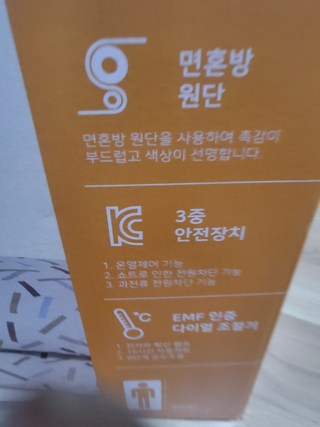 면혼방
원단
면혼방 원단을 사용하여 촉감이
부드럽고 색상이 선명합니다.
3중
안전장치
1. 온열제어 기능
2. 쇼트로 인한 전원차단 기능
3. 과전류 전원차단 기능
℃
EMF 인증
다이얼 조절기